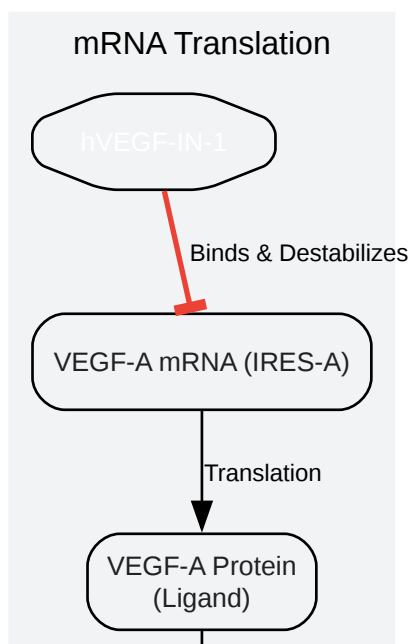 mRNA Translation
hVEGF-IN-1
Binds & Destabilizes
VEGF-A mRNA (IRES-A)
Translation
VEGF-A Protein
(Ligand)